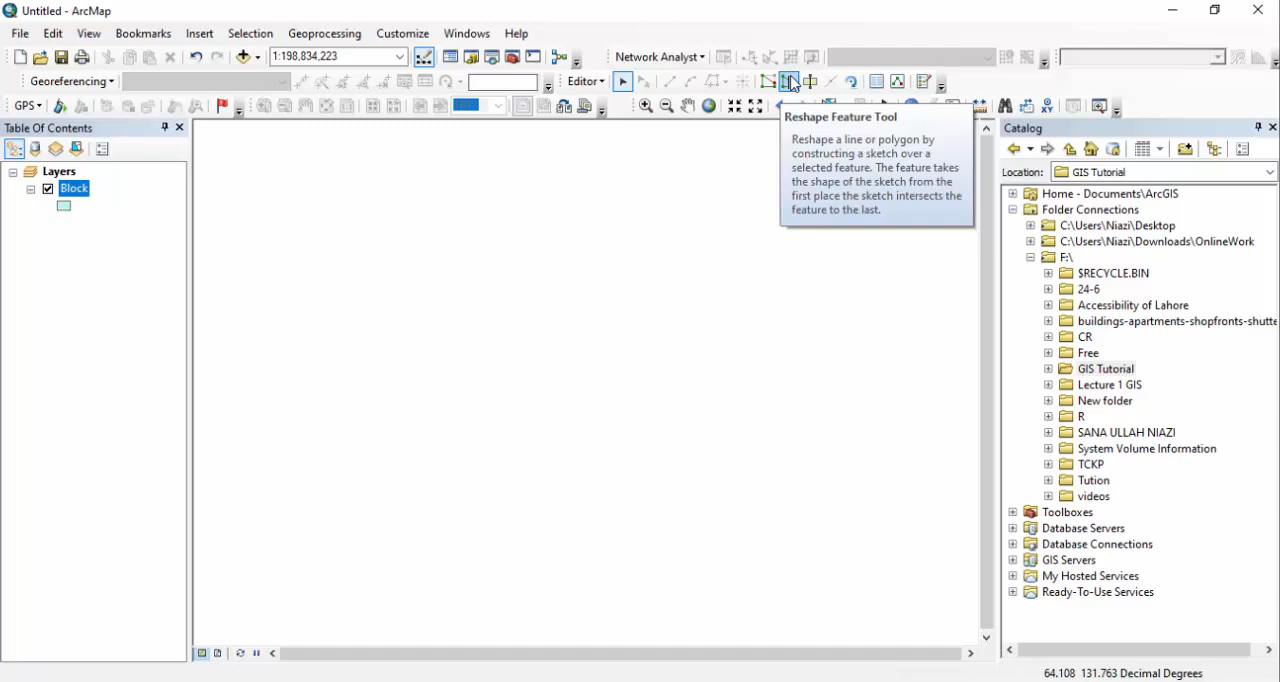 Untitled - ArcMap
File Edit View Bookmarks Insert Selection Geoprocessing Customize Windows Help
1:198,834,223 Network Analyst
Georeferencing Editor
GPS
Table Of Contents
Layers
Block
Reshape Feature Tool
Reshape a line or polygon by
constructing a sketch over a
selected feature. The feature takes
the shape of the sketch from the
first place the sketch intersects the
feature to the last.
Catalog
Location: GIS Tutorial
Home - Documents\ArcGIS
Folder Connections
C:\Users\Niazi\Desktop
C:\Users\Niazi\Downloads\OnlineWork
F:\
$RECYCLE.BIN
24-6
Accessibility of Lahore
buildings-apartments-shopfronts-shutte
CR
Free
GIS Tutorial
Lecture 1 GIS
New folder
R
SANA ULLAH NIAZI
System Volume Information
TCKP
Tution
videos
Toolboxes
Database Servers
Database Connections
GIS Servers
My Hosted Services
Ready-To-Use Services
64.108 131.763 Decimal Degrees